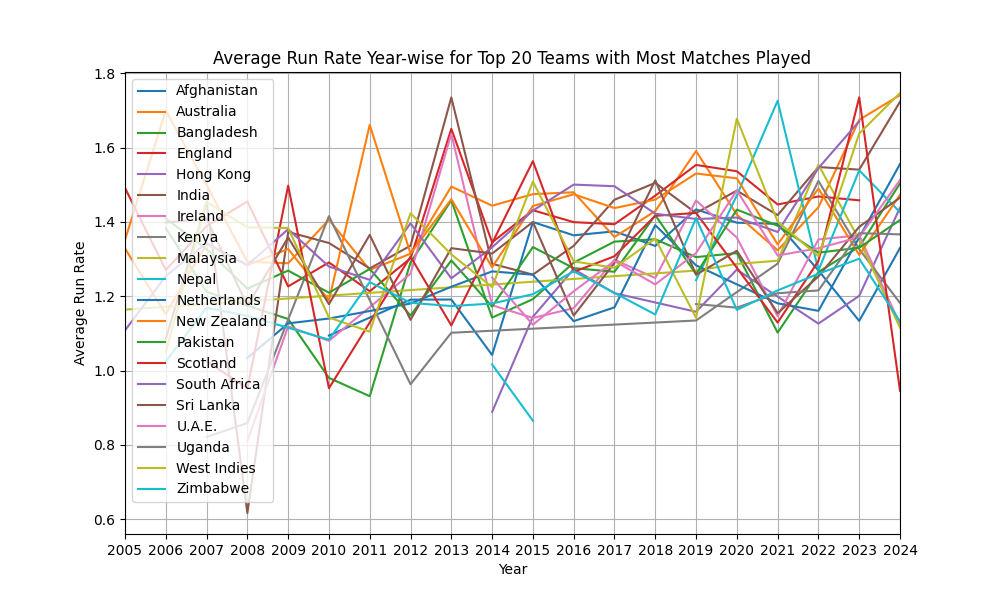 Average Run Rate Year-wise for Top 20 Teams with Most Matches Played
1.8
1.6
1.4
1.2
1.0
0.8
0.6
Average Run Rate
Afghanistan
Australia
Bangladesh
England
Hong Kong
India
Ireland
Kenya
Malaysia
Nepal
Netherlands
New Zealand
Pakistan
Scotland
South Africa
Sri Lanka
U.A.E.
Uganda
West Indies
Zimbabwe
2005 2006 2007 2008 2009 2010 2011 2012 2013 2014 2015 2016 2017 2018 2019 2020 2021 2022 2023 2024
Year